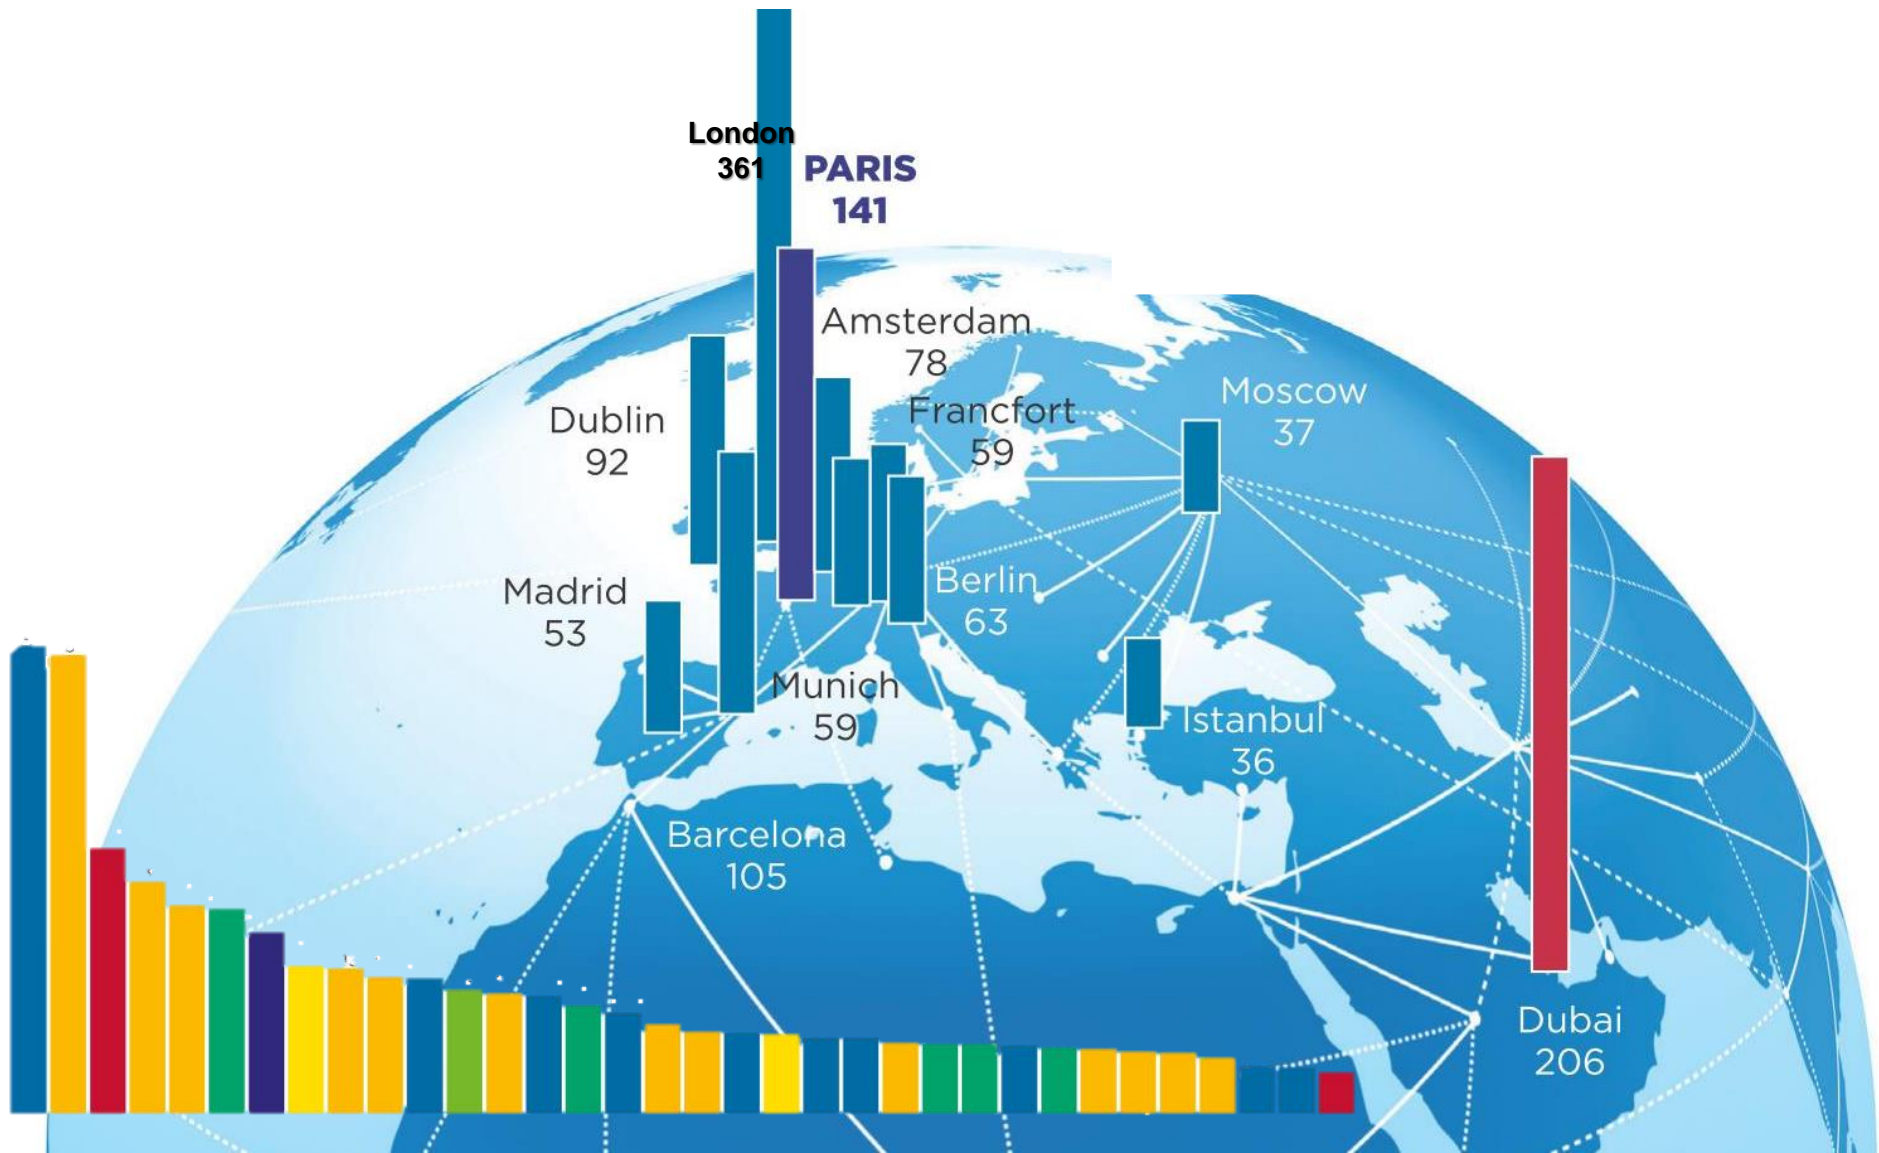 London
361
PARIS
141
Amsterdam
78
Dublin
92
Francfort
59
Moscow
37
Madrid
53
Berlin
63
Munich
59
Istanbul
36
Barcelona
105
Dubai
206